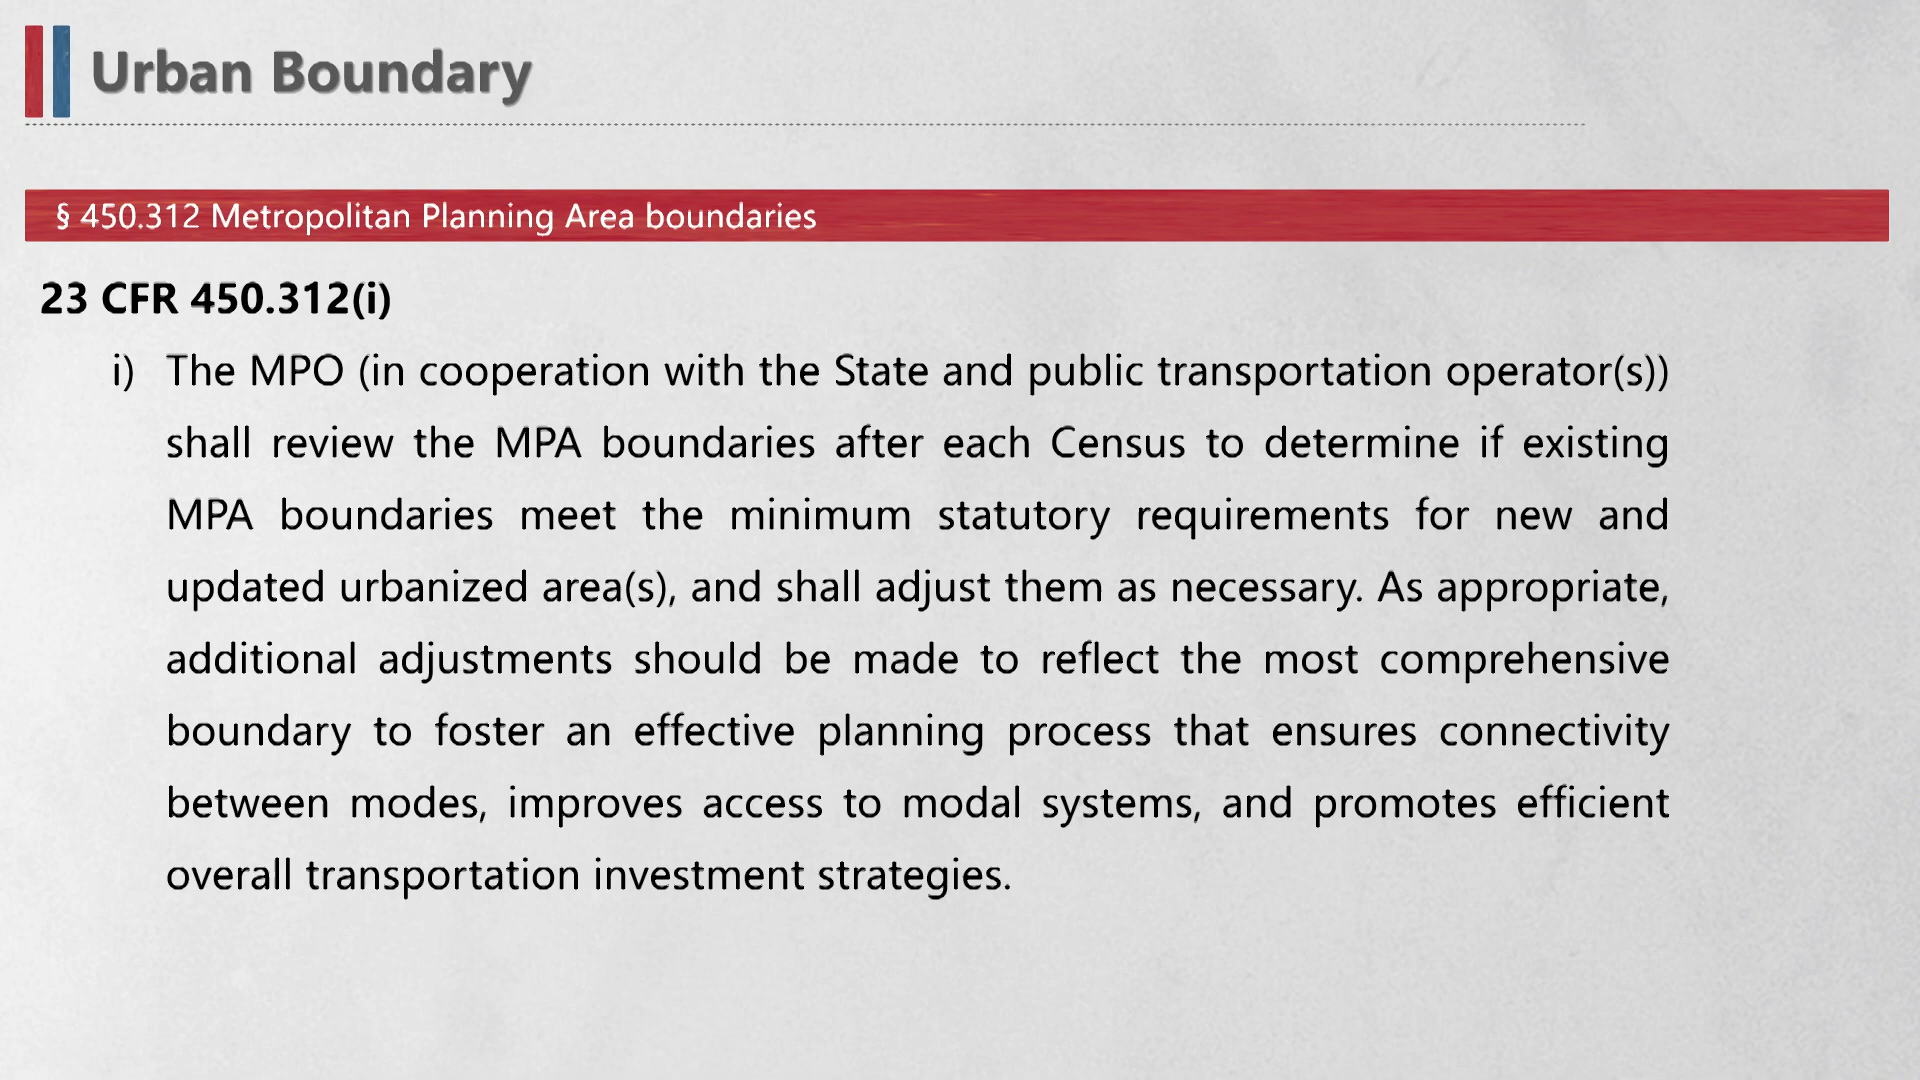 Urban Boundary
§ 450.312 Metropolitan Planning Area boundaries
23 CFR 450.312(i)
i) The MPO (in cooperation with the State and public transportation operator(s))
shall review the MPA boundaries after each Census to determine if existing
MPA boundaries meet the minimum statutory requirements for new and
updated urbanized area(s), and shall adjust them as necessary. As appropriate,
additional adjustments should be made to reflect the most comprehensive
boundary to foster an effective planning process that ensures connectivity
between modes, improves access to modal systems, and promotes efficient
overall transportation investment strategies.